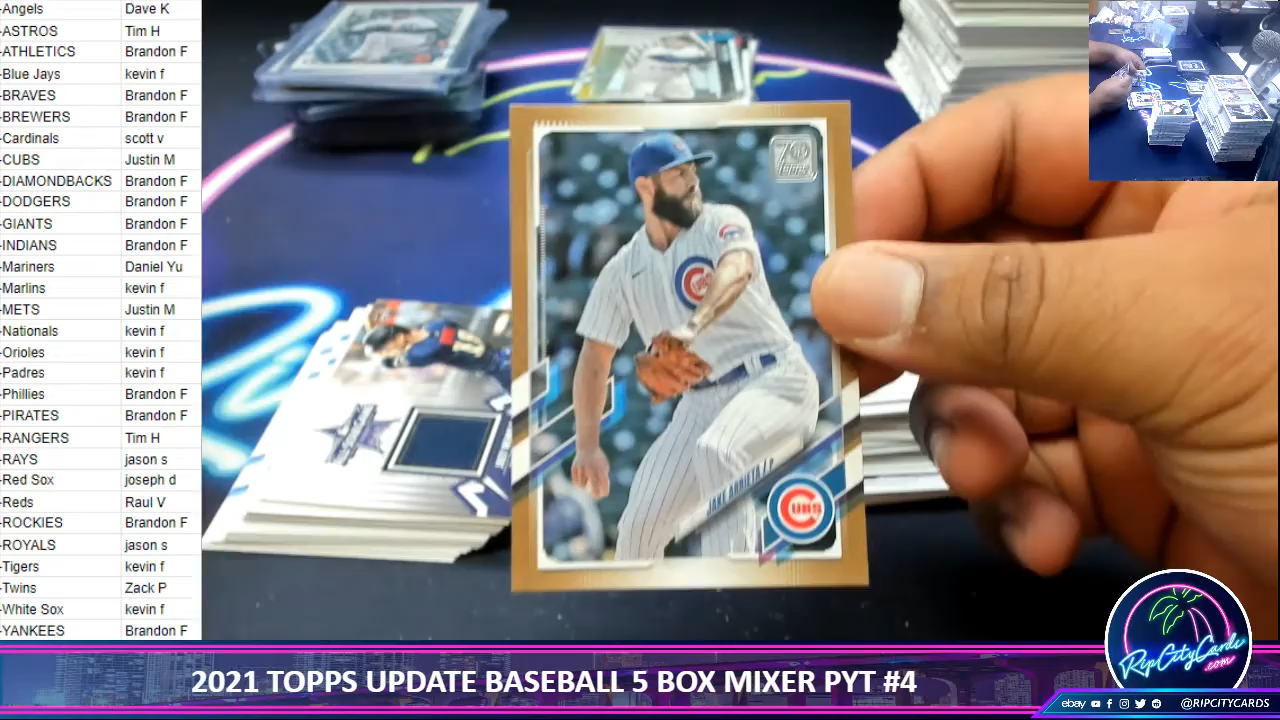 -Angels Dave K
-ASTROS Tim H
-ATHLETICS Brandon F
-Blue Jays kevin f
-BRAVES Brandon F
-BREWERS Brandon F
-Cardinals scott v
-CUBS Justin M
-DIAMONDBACKS Brandon F
-DODGERS Brandon F
-GIANTS Brandon F
-INDIANS Brandon F
-Mariners Daniel Yu
-Marlins kevin f
-METS Justin M
-Nationals kevin f
-Orioles kevin f
-Padres kevin f
-Phillies Brandon F
-PIRATES Brandon F
-RANGERS Tim H
-RAYS jason s
-Red Sox joseph d
-Reds Raul V
-ROCKIES Brandon F
-ROYALS jason s
-Tigers kevin f
-Twins Zack P
-White Sox kevin f
-YANKEES Brandon F
70
Topps
CUBS
JAKE ARRIETA / P
CUBS
RipCityCards
.com
2021 TOPPS UPDATE BASEBALL 5 BOX MIXER PYT #4
ebay @RIPCITYCARDS